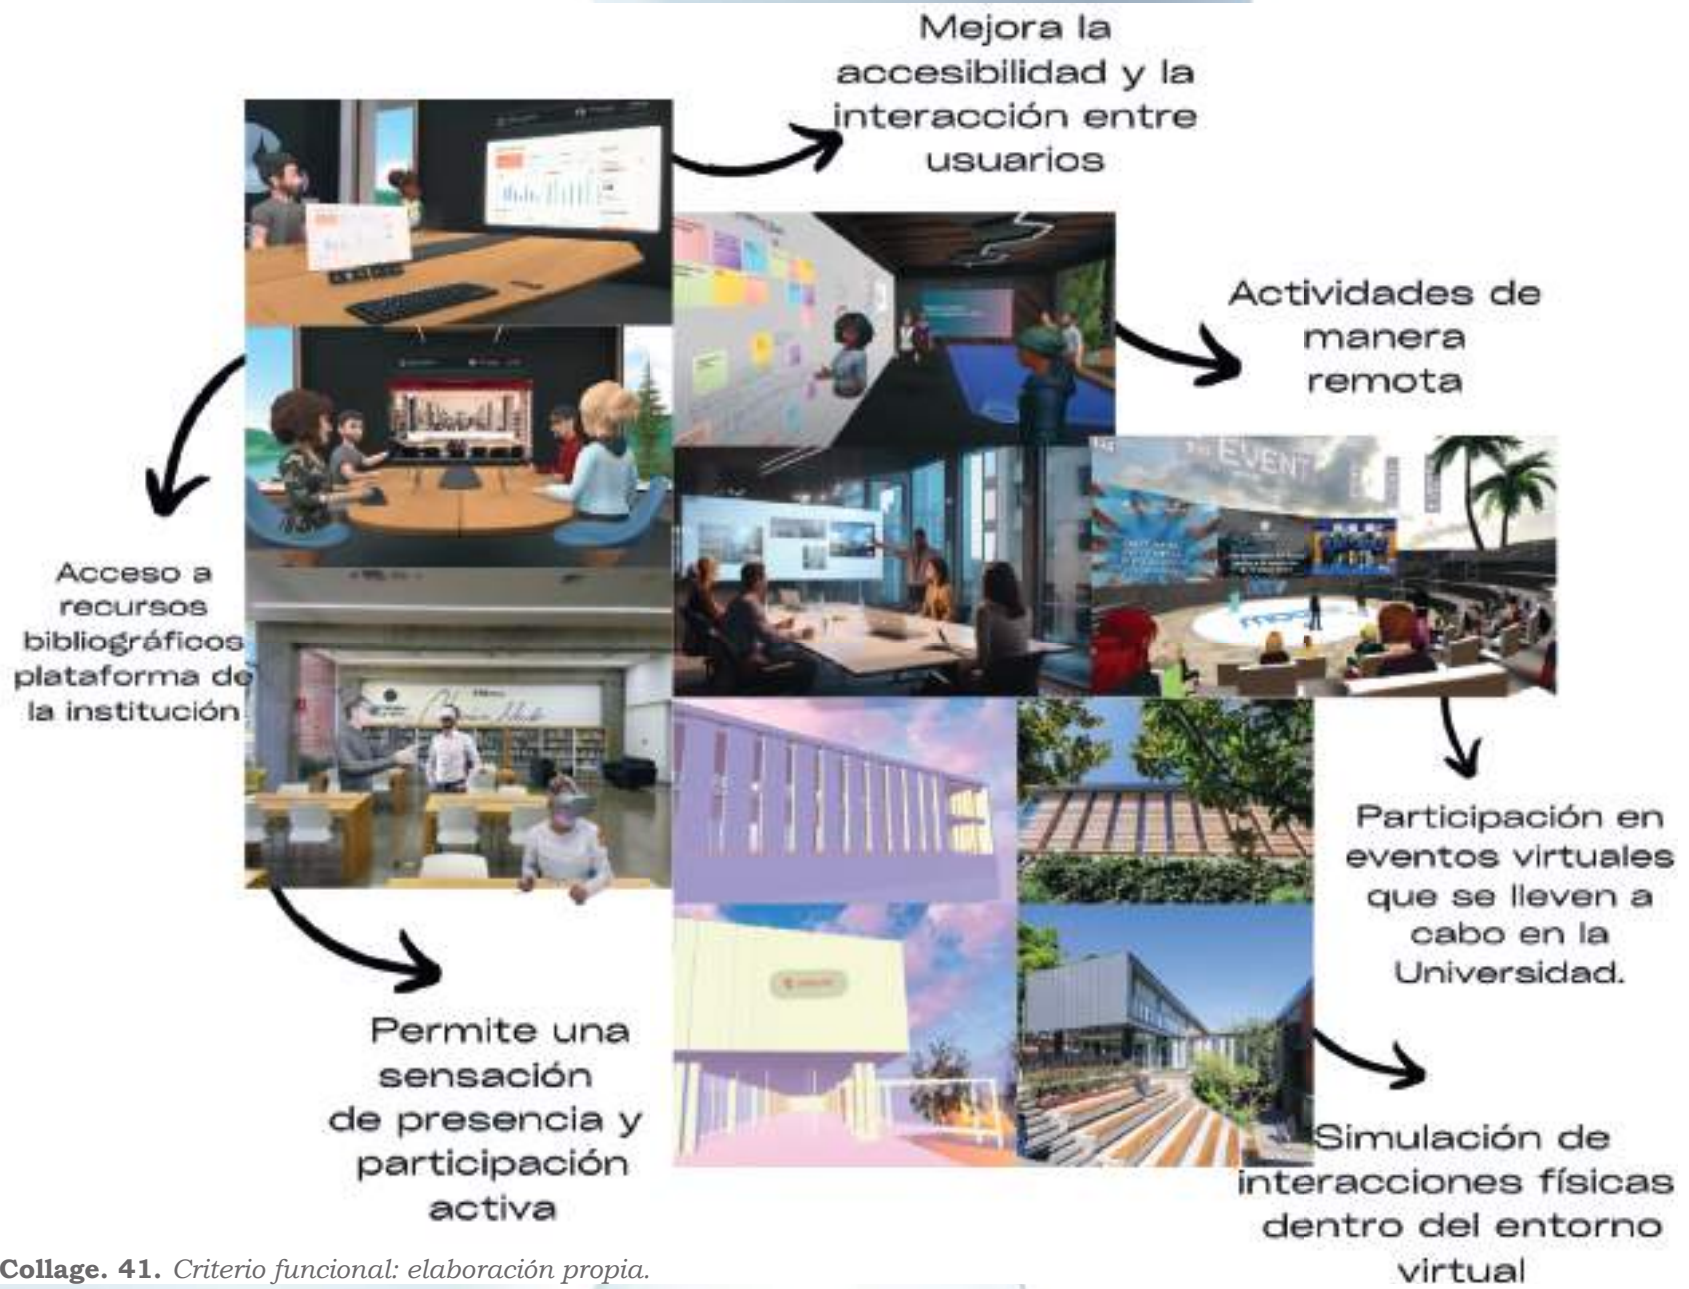 Mejora la
accesibilidad y la
interacción entre
usuarios
Actividades de
manera
remota
EVENT
Acceso a
recursos
bibliográficos
plataforma de
la institución
Participación en
eventos virtuales
que se lleven a
cabo en la
Universidad.
Permite una
sensación
de presencia y
participación
activa
Simulación de
interacciones físicas
dentro del entorno
virtual
Collage. 41. Criterio funcional: elaboración propia.